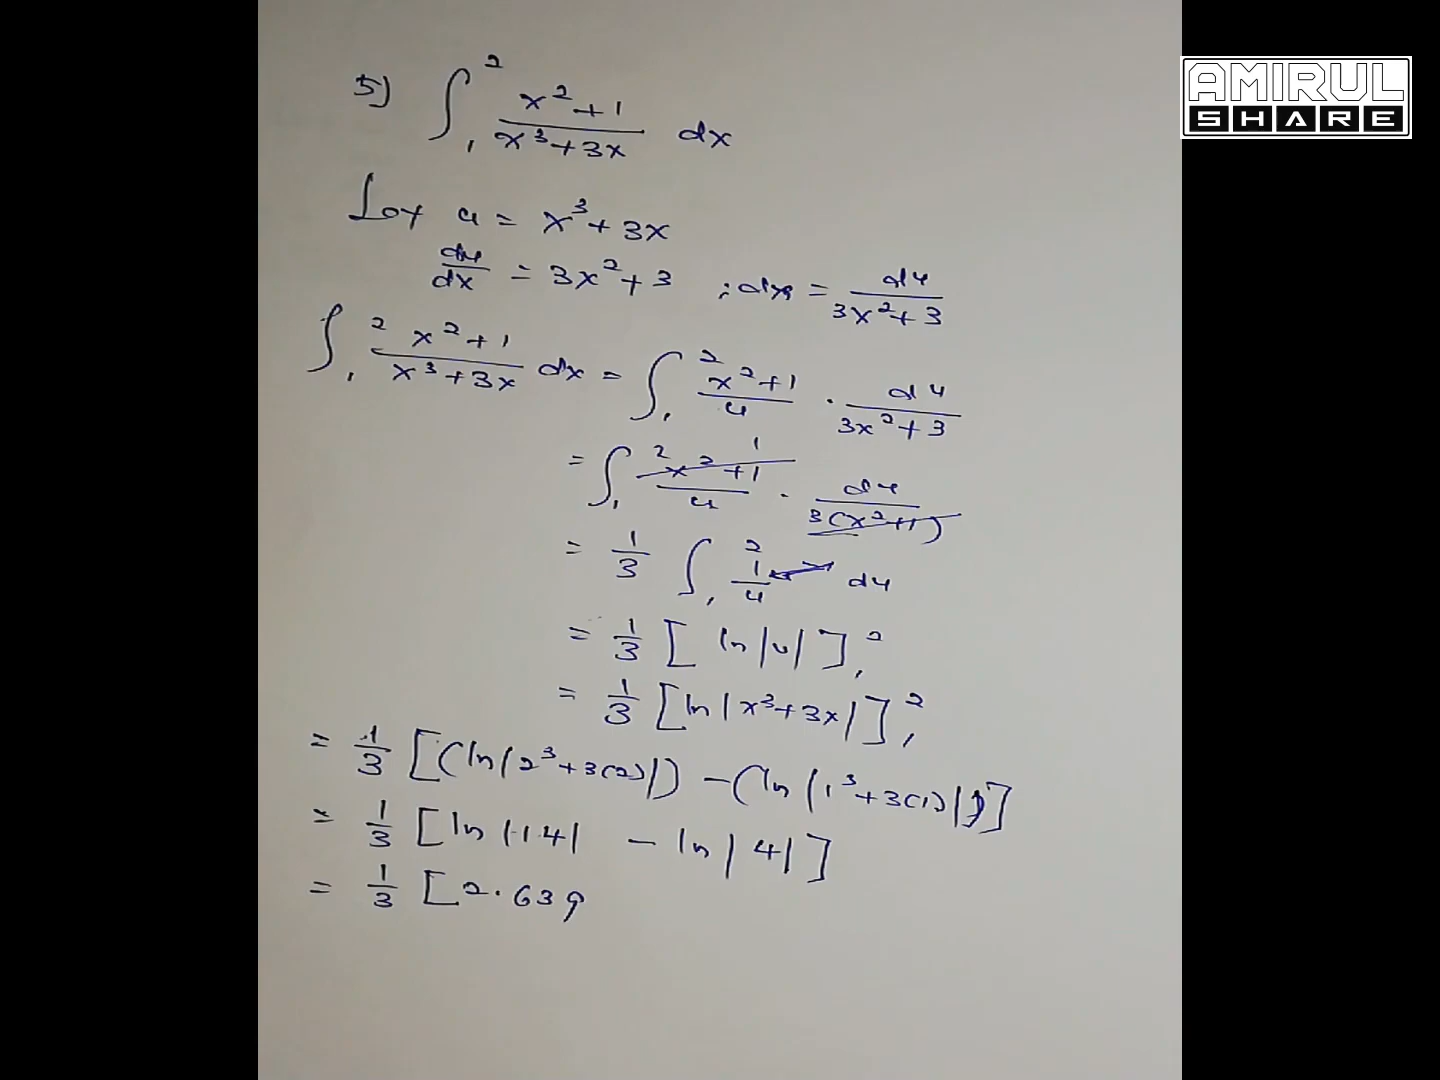 AMIRUL
SHARE
5) ∫₁² (x²+1)/(x³+3x) dx
Let u = x³+3x
du/dx = 3x²+3 ; dx = du/(3x²+3)
∫₁² (x²+1)/(x³+3x) dx = ∫₁² (x²+1)/u · du/(3x²+3)
= ∫₁² (x²+1)/u · du/(3(x²+1)) 1
= 1/3 ∫₁² 1/u du
= 1/3 [ln|u|]₁²
= 1/3 [ln|x³+3x|]₁²
= 1/3 [(ln|2³+3(2)|) - (ln|1³+3(1)|)]
= 1/3 [ln|14| - ln|4|]
= 1/3 [2.639